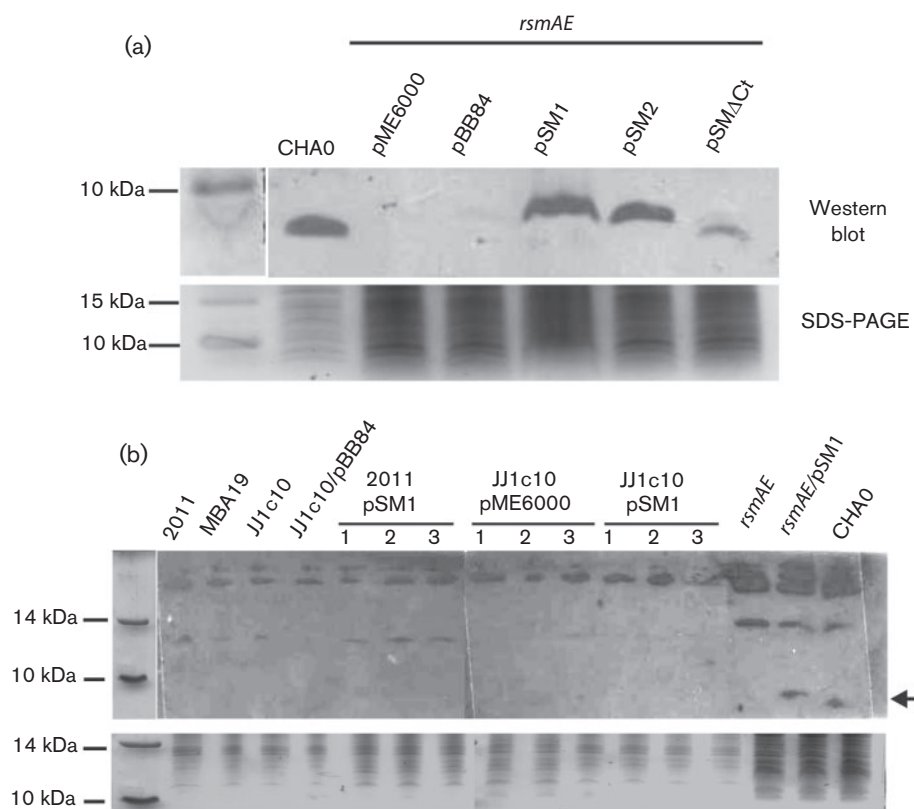 rsmAE
(a)
CHA0 pME6000 pBB84 pSM1 pSM2 pSMΔCt
10 kDa
Western
blot
15 kDa
SDS-PAGE
10 kDa
(b)
2011 MBA19 JJ1c10 JJ1c10/pBB84 2011 JJ1c10 JJ1c10 rsmAE rsmAE/pSM1 CHA0
pSM1 pME6000 pSM1
1 2 3 1 2 3 1 2 3
14 kDa
10 kDa
14 kDa
10 kDa